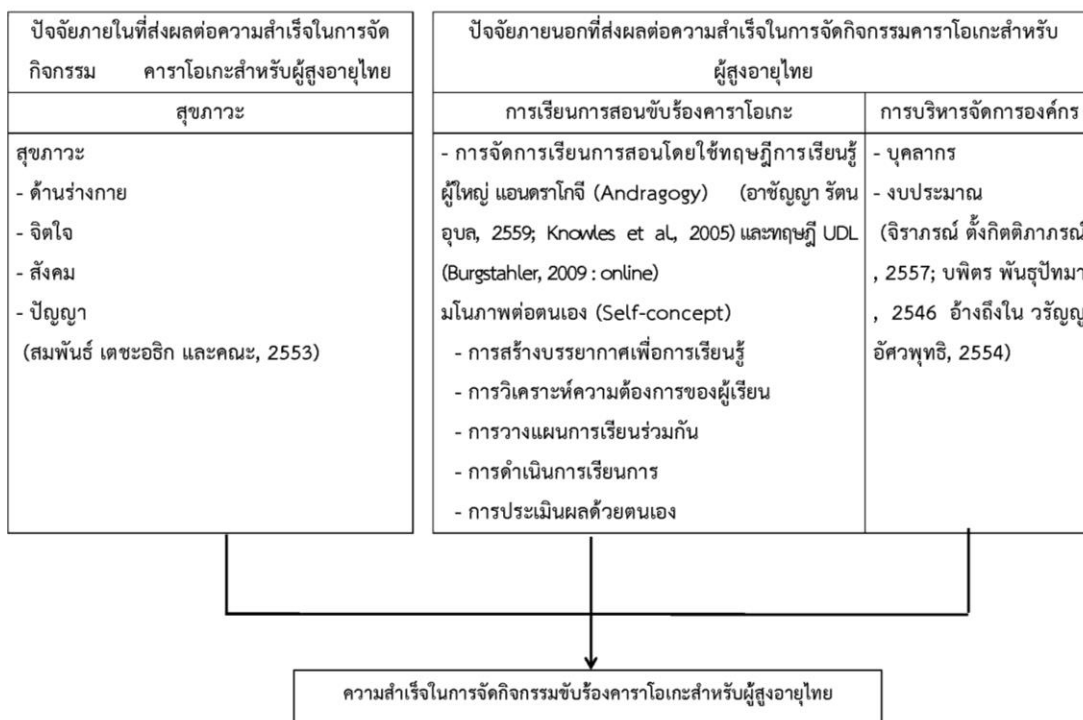 ปัจจัยภายในที่ส่งผลต่อความสำเร็จในการจัด
กิจกรรม คาราโอเกะสำหรับผู้สูงอายุไทย
สุขภาวะ
สุขภาวะ
- ด้านร่างกาย
- จิตใจ
- สังคม
- ปัญญา
(สมพันธ์ เตชะอธิก และคณะ, 2553)
ปัจจัยภายนอกที่ส่งผลต่อความสำเร็จในการจัดกิจกรรมคาราโอเกะสำหรับ
ผู้สูงอายุไทย
การเรียนการสอนขับร้องคาราโอเกะ
- การจัดการเรียนการสอนโดยใช้ทฤษฎีการเรียนรู้
ผู้ใหญ่ แอนดราโกจี (Andragogy) (อาชัญญา รัตน
อุบล, 2559; Knowles et al., 2005) และทฤษฎี UDL
(Burgstahler, 2009 : online)
มโนภาพต่อตนเอง (Self-concept)
- การสร้างบรรยากาศเพื่อการเรียนรู้
- การวิเคราะห์ความต้องการของผู้เรียน
- การวางแผนการเรียนร่วมกัน
- การดำเนินการเรียนการ
- การประเมินผลด้วยตนเอง
การบริหารจัดการองค์กร
- บุคลากร
- งบประมาณ
(จิราภรณ์ ตั้งกิตติภาภรณ์
, 2557; บพิตร พันธุปัทมา
, 2546 อ้างถึงใน วรัญญ
อัศวพุทธิ, 2554)
ความสำเร็จในการจัดกิจกรรมขับร้องคาราโอเกะสำหรับผู้สูงอายุไทย